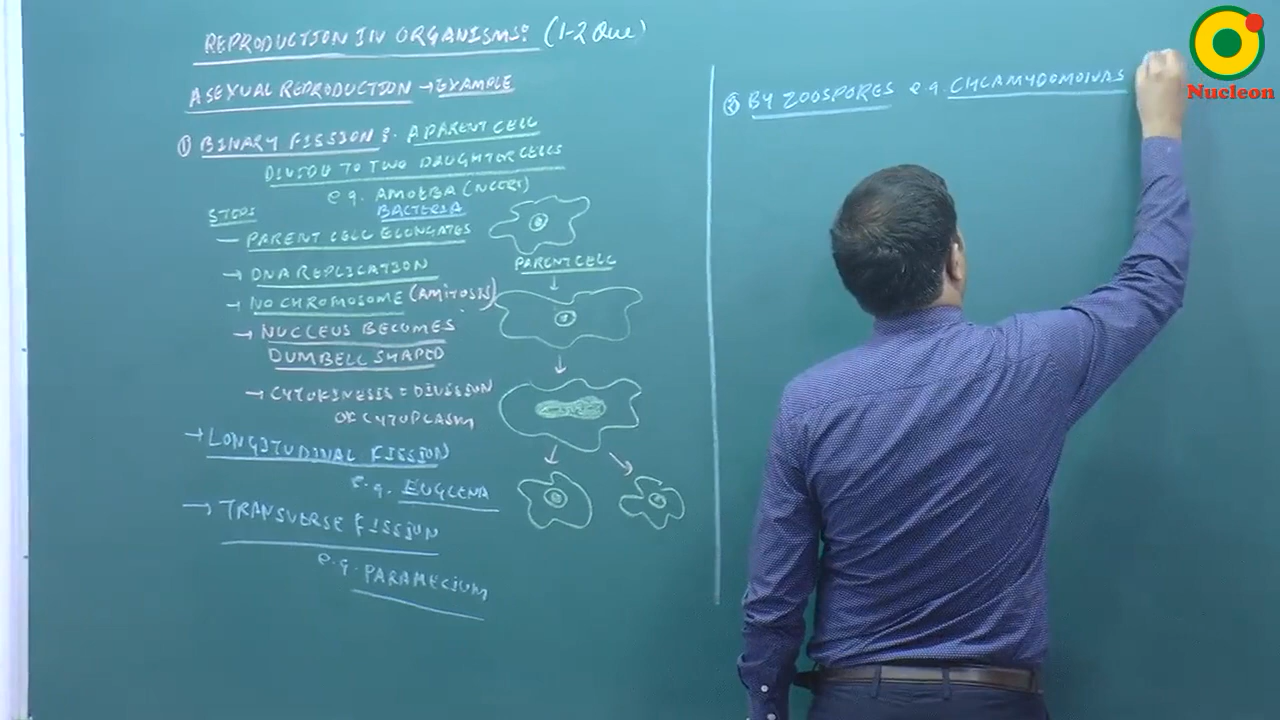 REPRODUCTION IN ORGANISMS: (1-2 Que)
ASEXUAL REPRODUCTION → EXAMPLE
① BINARY FISSION: A PARENT CELL
DIVIDE TO TWO DAUGHTER CELLS
e.g. AMOEBA (NCERT)
BACTERIA
STEPS
— PARENT CELL ELONGATES
→ DNA REPLICATION
→ NO CHROMOSOME (AMITOSIS)
→ NUCLEUS BECOMES
DUMBELL SHAPED
→ CYTOKINESIS = DIVISION
OF CYTOPLASM
→ LONGITUDINAL FISSION
e.g. EUGLENA
→ TRANSVERSE FISSION
e.g. PARAMECIUM
PARENT CELL
② BY ZOOSPORES e.g. CHLAMYDOMONAS
Nucleon